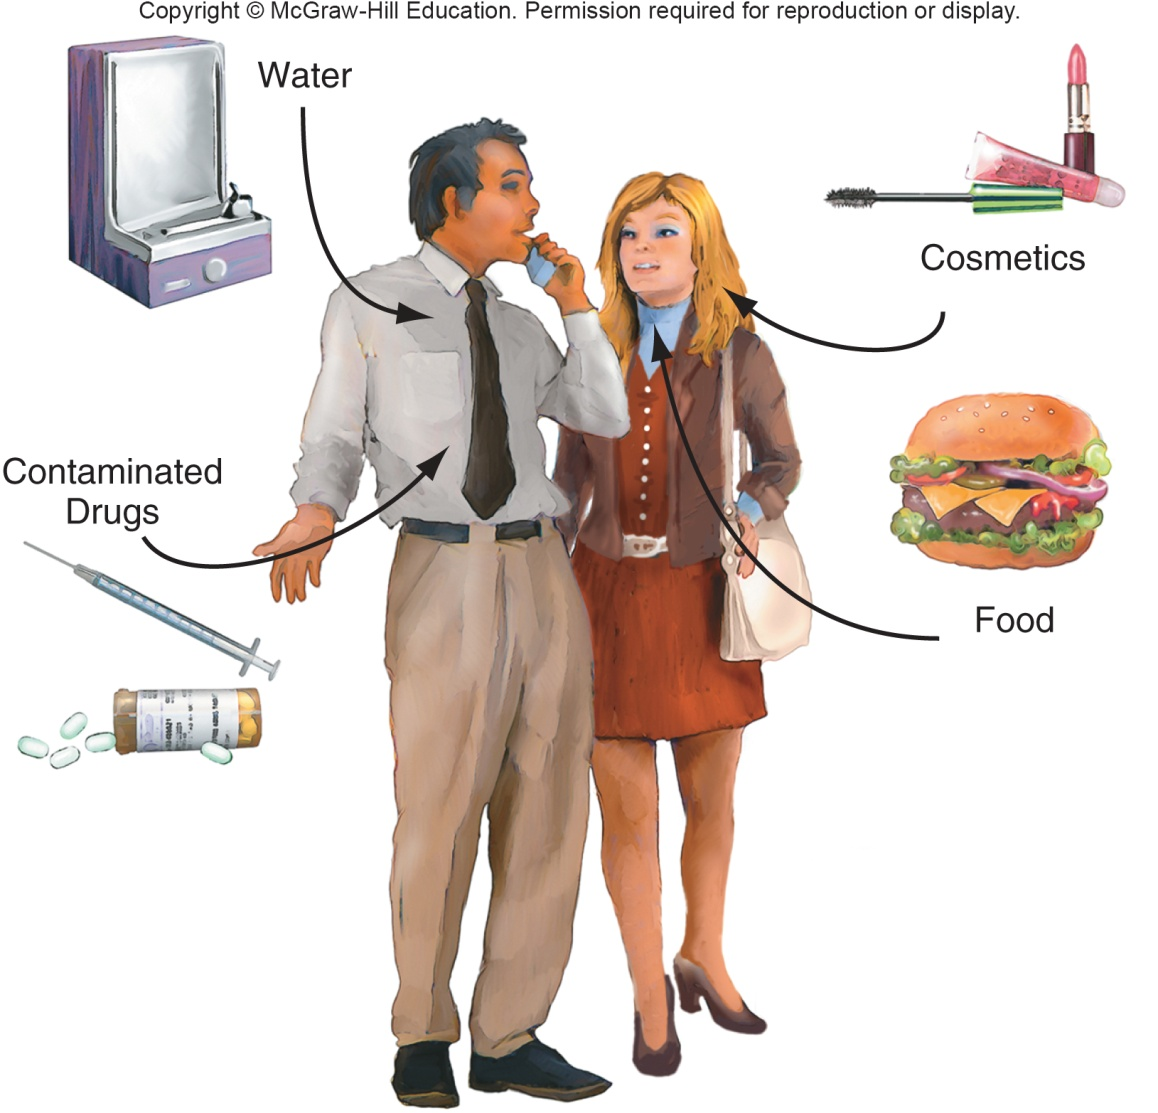 Copyright © McGraw-Hill Education. Permission required for reproduction or display.
Water
Cosmetics
Contaminated
Drugs
Food